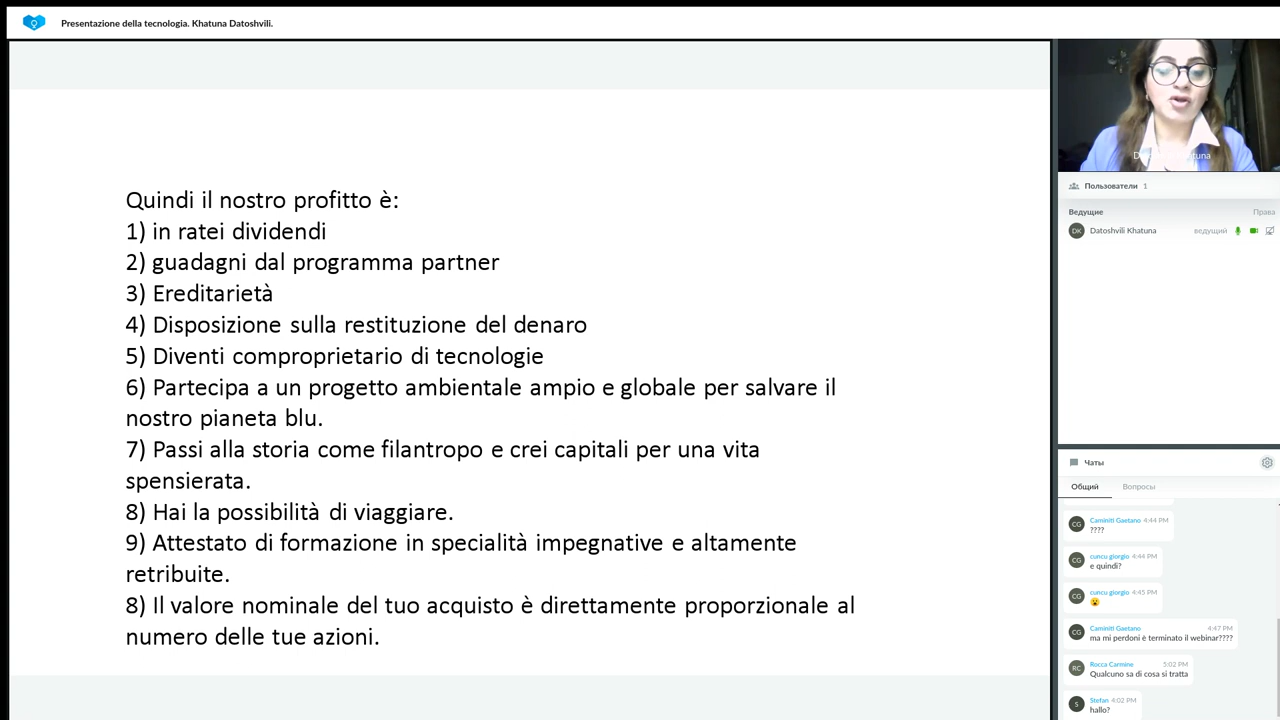 Presentazione della tecnologia. Khatuna Datoshvili.
Quindi il nostro profitto è:
1) in ratei dividendi
2) guadagni dal programma partner
3) Ereditarietà
4) Disposizione sulla restituzione del denaro
5) Diventi comproprietario di tecnologie
6) Partecipa a un progetto ambientale ampio e globale per salvare il
nostro pianeta blu.
7) Passi alla storia come filantropo e crei capitali per una vita
spensierata.
8) Hai la possibilità di viaggiare.
9) Attestato di formazione in specialità impegnative e altamente
retribuite.
8) Il valore nominale del tuo acquisto è direttamente proporzionale al
numero delle tue azioni.
Пользователи 1
Ведущие Права
DK Datoshvili Khatuna ведущий
Чаты
Общий Вопросы
CG Caminiti Gaetano 4:44 PM
????
CG cuncu giorgio 4:44 PM
e quindi?
CG cuncu giorgio 4:45 PM
😮
CG Caminiti Gaetano 4:47 PM
ma mi perdoni è terminato il webinar????
RC Rocca Carmine 5:02 PM
Qualcuno sa di cosa si tratta
S Stefan 4:02 PM
hallo?